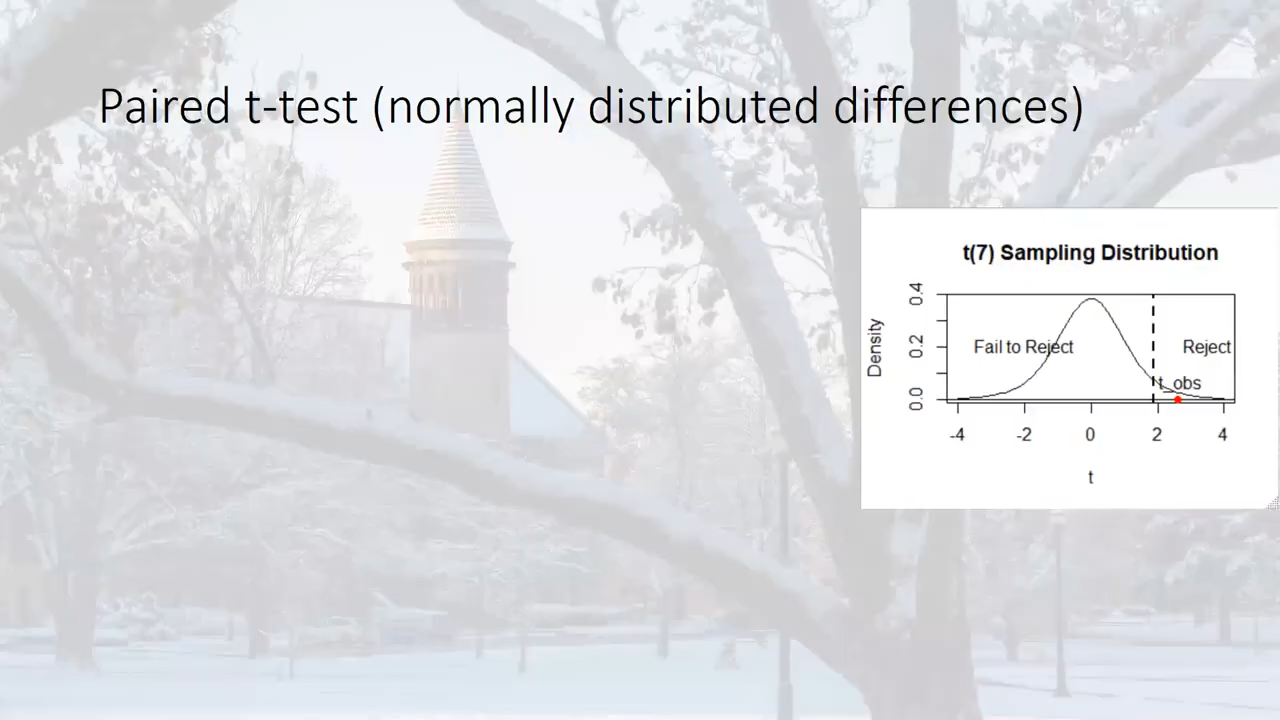 Paired t-test (normally distributed differences)
t(7) Sampling Distribution
Density
0.4
0.2
0.0
Fail to Reject
Reject
t_obs
-4 -2 0 2 4
t